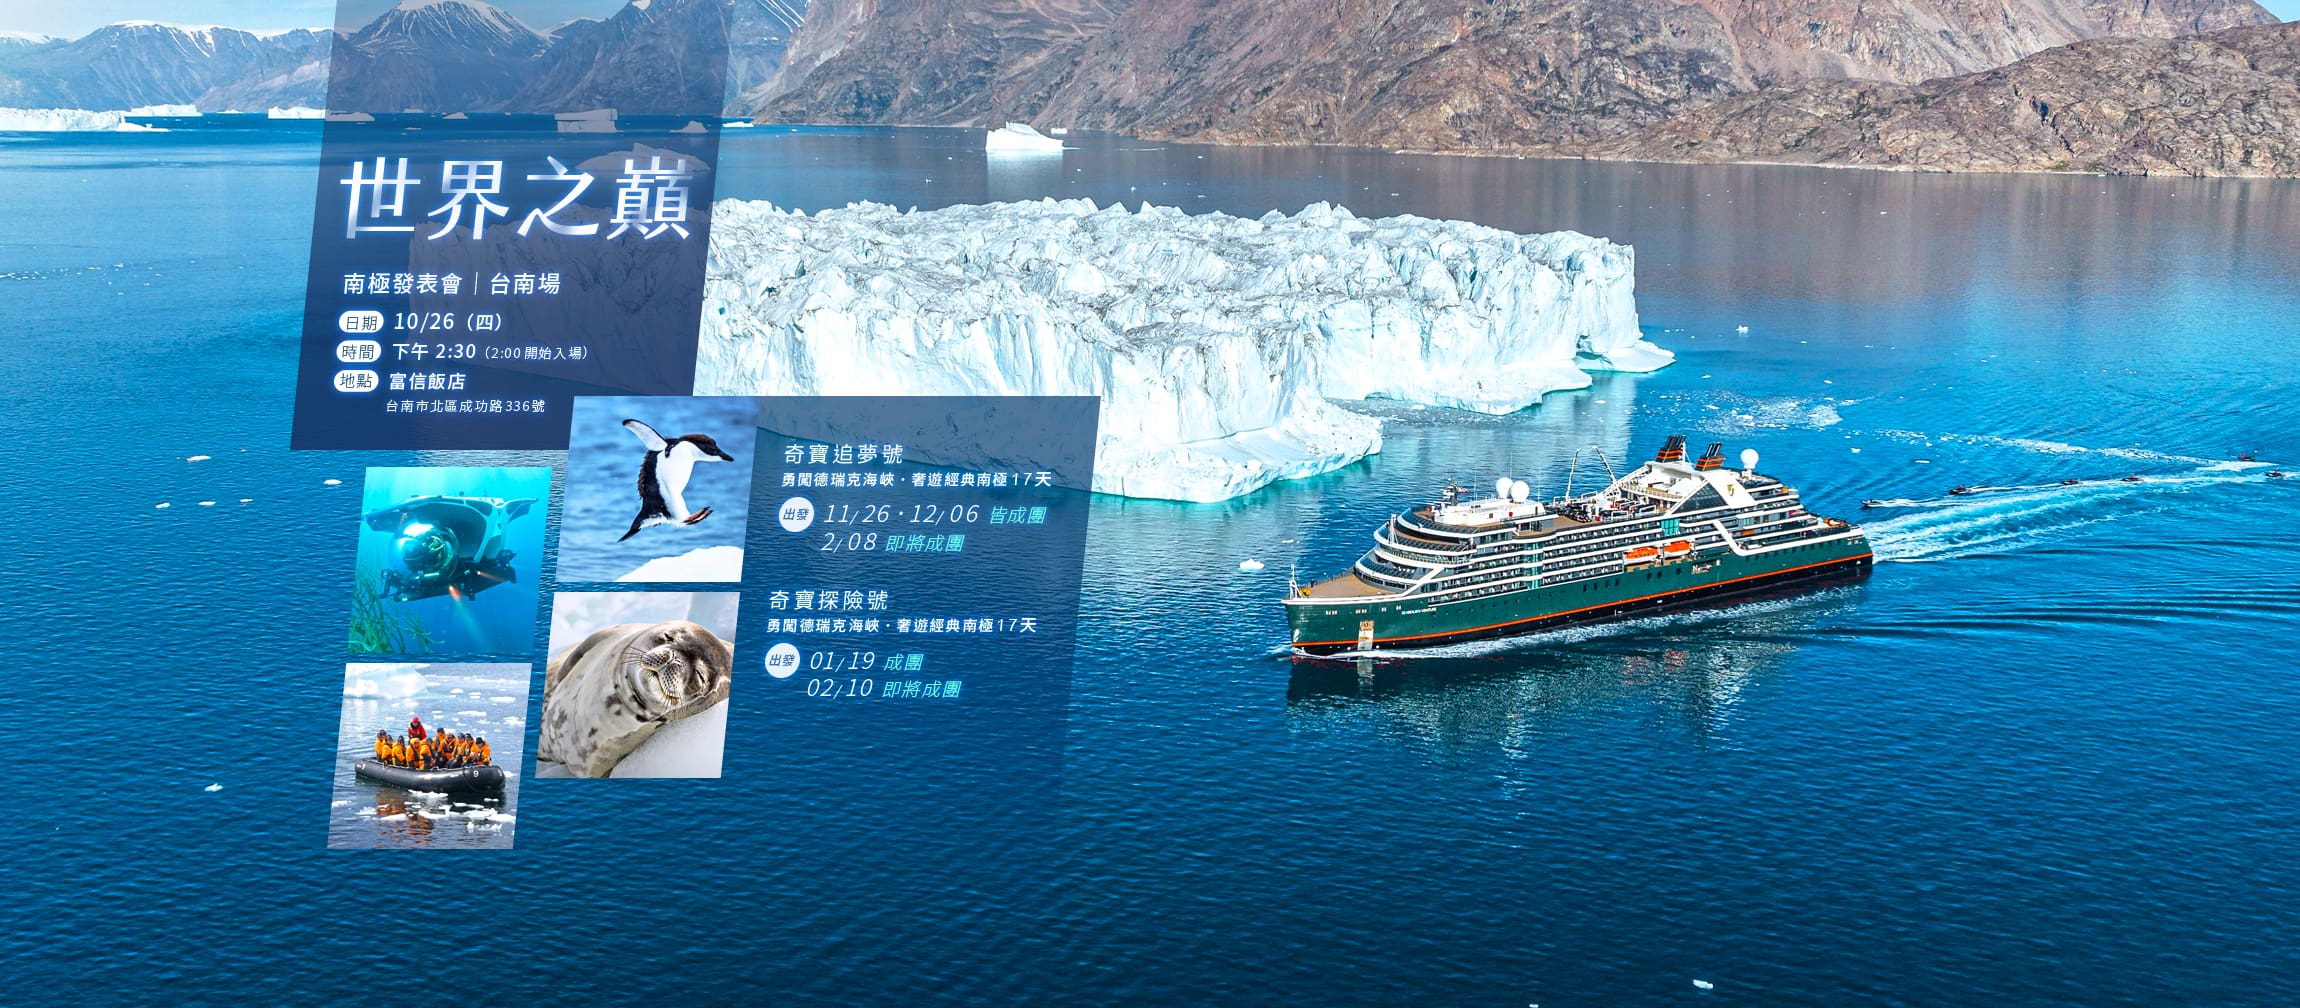 世界之巔
南極發表會｜台南場
日期 10/26（四）
時間 下午 2:30（2:00開始入場）
地點 富信飯店
台南市北區成功路336號
奇寶追夢號
勇闖德瑞克海峽・奢遊經典南極17天
出發 11/26・12/06 皆成團
2/08 即將成團
奇寶探險號
勇闖德瑞克海峽・奢遊經典南極17天
出發 01/19 成團
02/10 即將成團
9